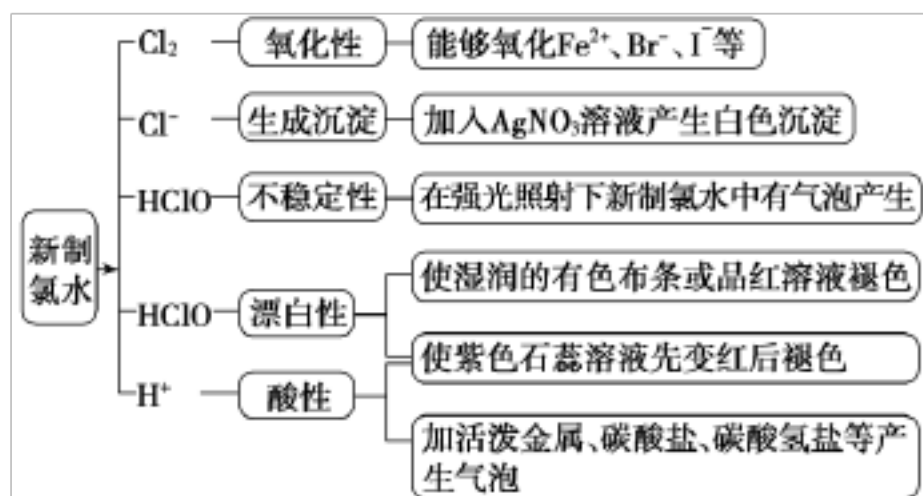 Cl₂ 氧化性 能够氧化Fe²⁺、Br⁻、I⁻等
Cl⁻ 生成沉淀 加入AgNO₃溶液产生白色沉淀
HClO 不稳定性 在强光照射下新制氯水中有气泡产生
新制
氯水
使湿润的有色布条或品红溶液褪色
HClO 漂白性
使紫色石蕊溶液先变红后褪色
H⁺ 酸性
加活泼金属、碳酸盐、碳酸氢盐等产
生气泡